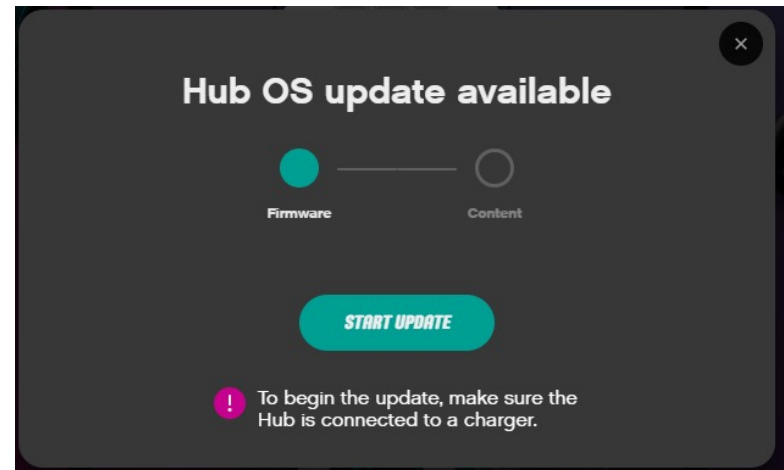 Hub OS update available
Firmware
Content
START UPDATE
! To begin the update, make sure the
Hub is connected to a charger.